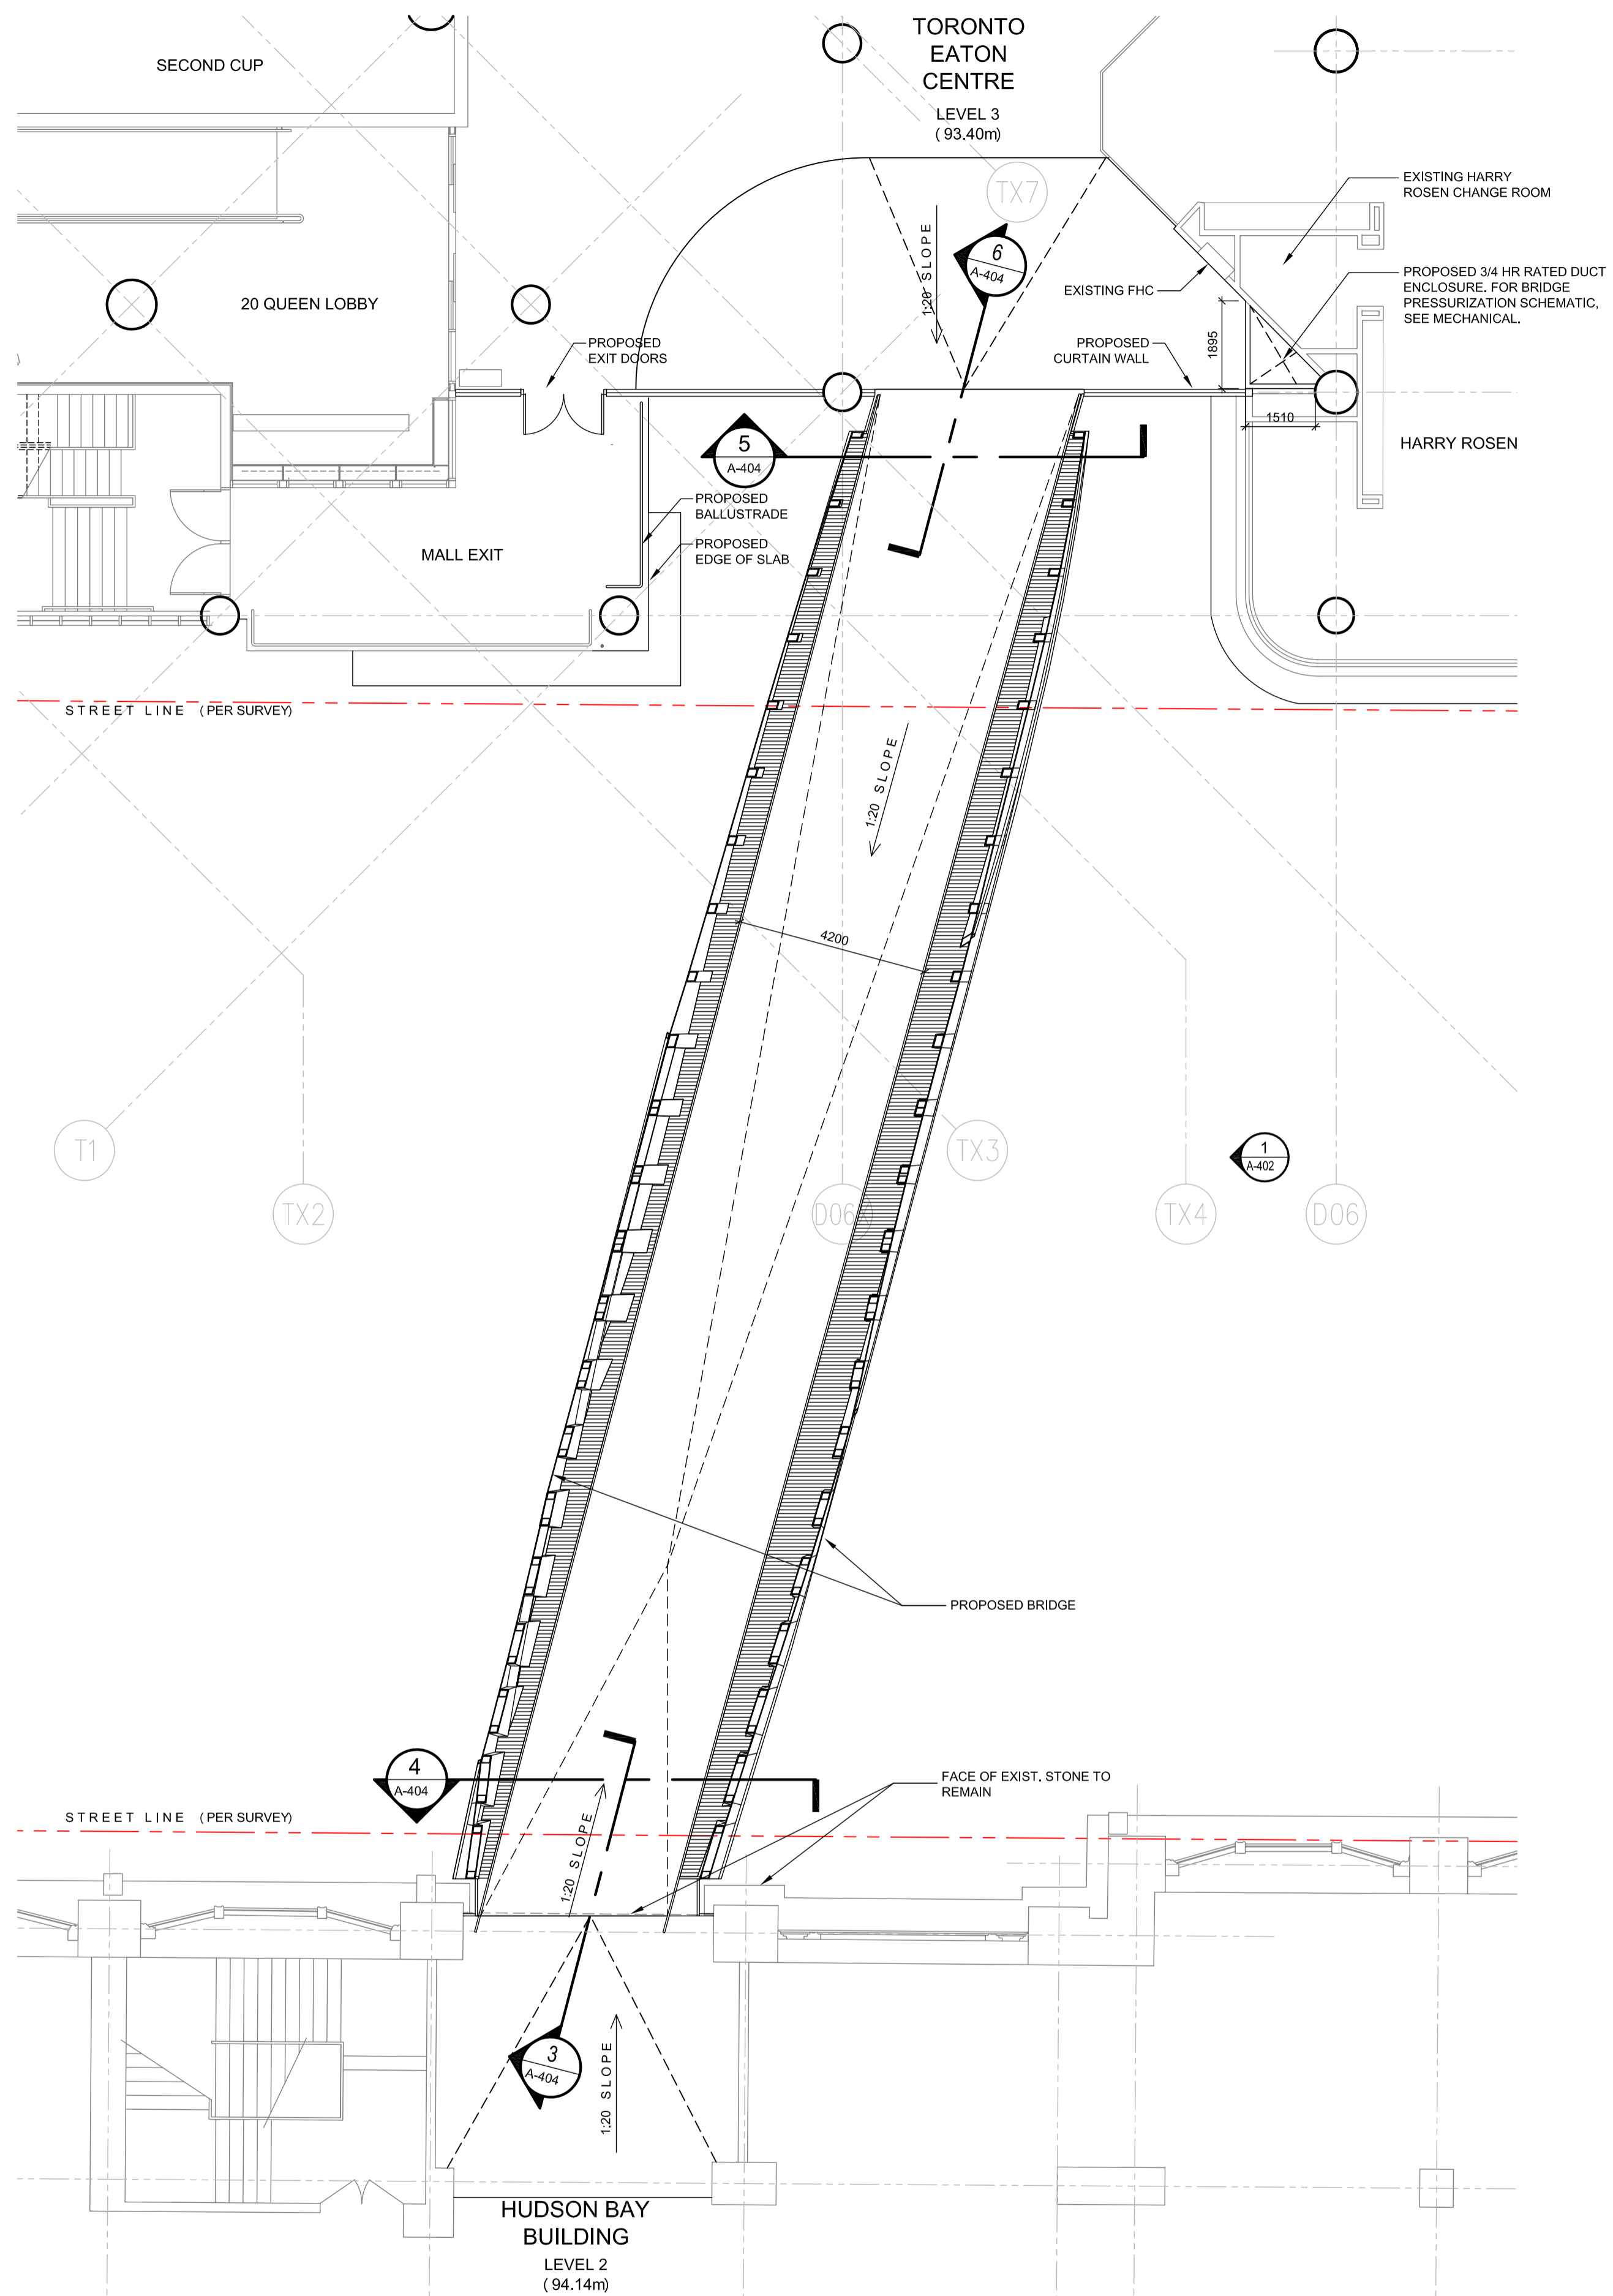 SECOND CUP
TORONTO
EATON
CENTRE
LEVEL 3
( 93.40m)
TX7
EXISTING HARRY
ROSEN CHANGE ROOM
1:20 SLOPE
6
A-404
EXISTING FHC
PROPOSED 3/4 HR RATED DUCT
ENCLOSURE. FOR BRIDGE
PRESSURIZATION SCHEMATIC,
SEE MECHANICAL.
20 QUEEN LOBBY
PROPOSED
EXIT DOORS
PROPOSED
CURTAIN WALL
1895
1510
HARRY ROSEN
5
A-404
PROPOSED
BALLUSTRADE
MALL EXIT
PROPOSED
EDGE OF SLAB
STREET LINE (PER SURVEY)
1:20 SLOPE
4200
T1
TX3
1
A-402
TX2
D06X
TX4
D06
PROPOSED BRIDGE
4
A-404
FACE OF EXIST. STONE TO
REMAIN
STREET LINE (PER SURVEY)
1:20 SLOPE
3
A-404
1:20 SLOPE
HUDSON BAY
BUILDING
LEVEL 2
( 94.14m)